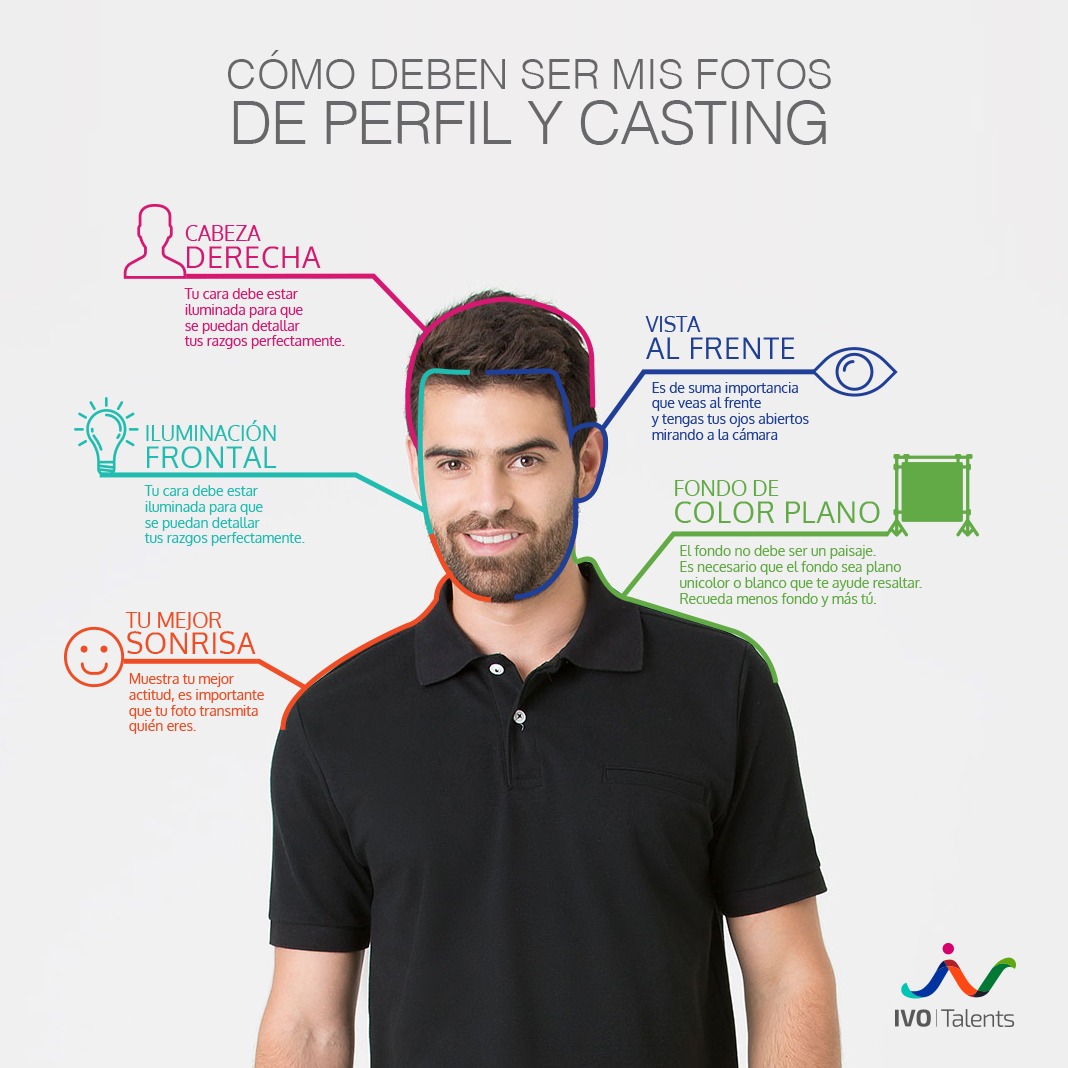 CÓMO DEBEN SER MIS FOTOS
DE PERFIL Y CASTING
CABEZA
DERECHA
Tu cara debe estar
iluminada para que
se puedan detallar
tus razgos perfectamente.
VISTA
AL FRENTE
Es de suma importancia
que veas al frente
y tengas tus ojos abiertos
mirando a la cámara
ILUMINACIÓN
FRONTAL
Tu cara debe estar
iluminada para que
se puedan detallar
tus razgos perfectamente.
FONDO DE
COLOR PLANO
El fondo no debe ser un paisaje.
Es necesario que el fondo sea plano
unicolor o blanco que te ayude resaltar.
Recueda menos fondo y más tú.
TU MEJOR
SONRISA
Muestra tu mejor
actitud, es importante
que tu foto transmita
quién eres.
IVO|Talents